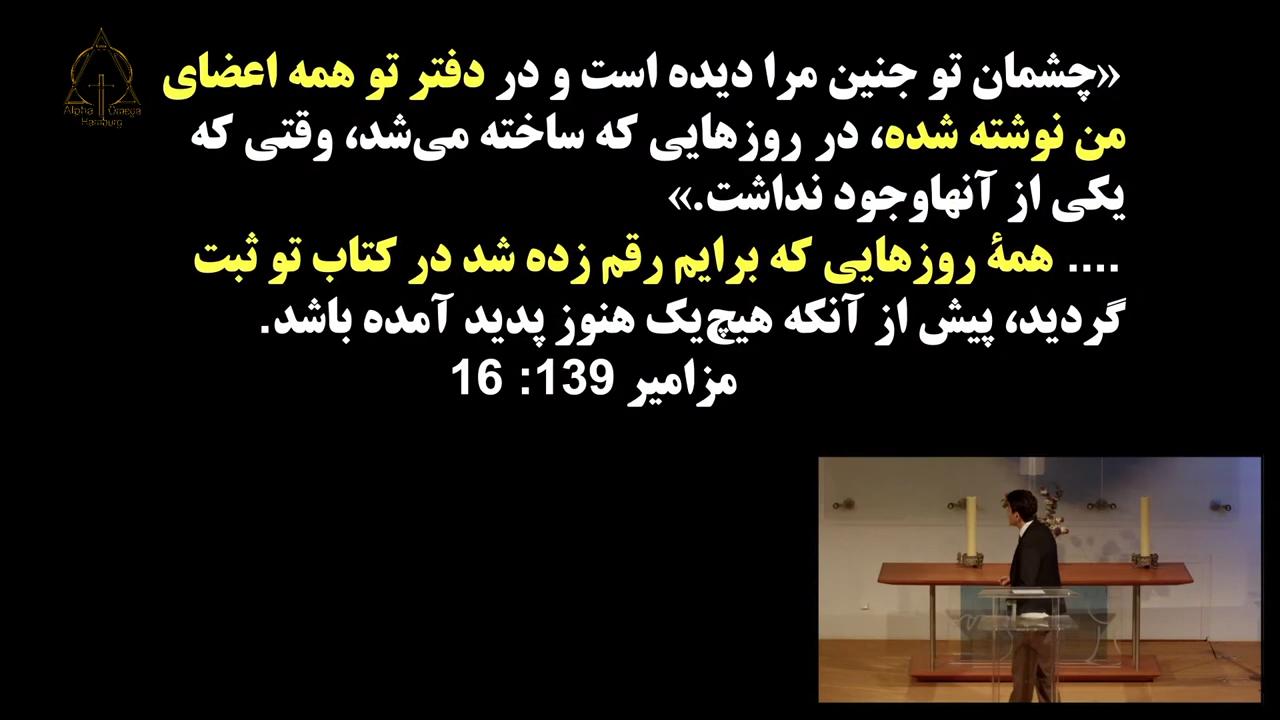 «چشمان تو جنین مرا دیده است و در دفتر تو همه اعضای
من نوشته شده، در روزهایی که ساخته می‌شد، وقتی که
یکی از آنهاوجود نداشت.»
.... همۀ روزهایی که برایم رقم زده شد در کتاب تو ثبت
گردید، پیش از آنکه هیچ‌یک هنوز پدید آمده باشد.
مزامیر 139: 16
Alpha Omega
Hamburg